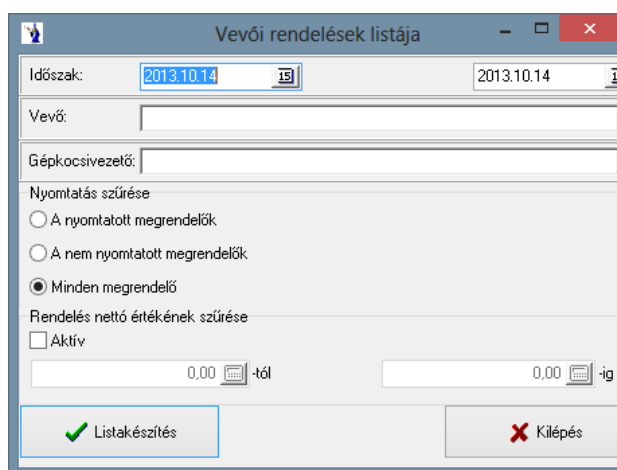 Vevői rendelések listája
Időszak: 2013.10.14 15 2013.10.14
Vevő:
Gépkocsivezető:
Nyomtatás szűrése
A nyomtatott megrendelők
A nem nyomtatott megrendelők
Minden megrendelő
Rendelés nettó értékének szűrése
Aktív
0,00 -tól 0,00 -ig
Listakészítés Kilépés